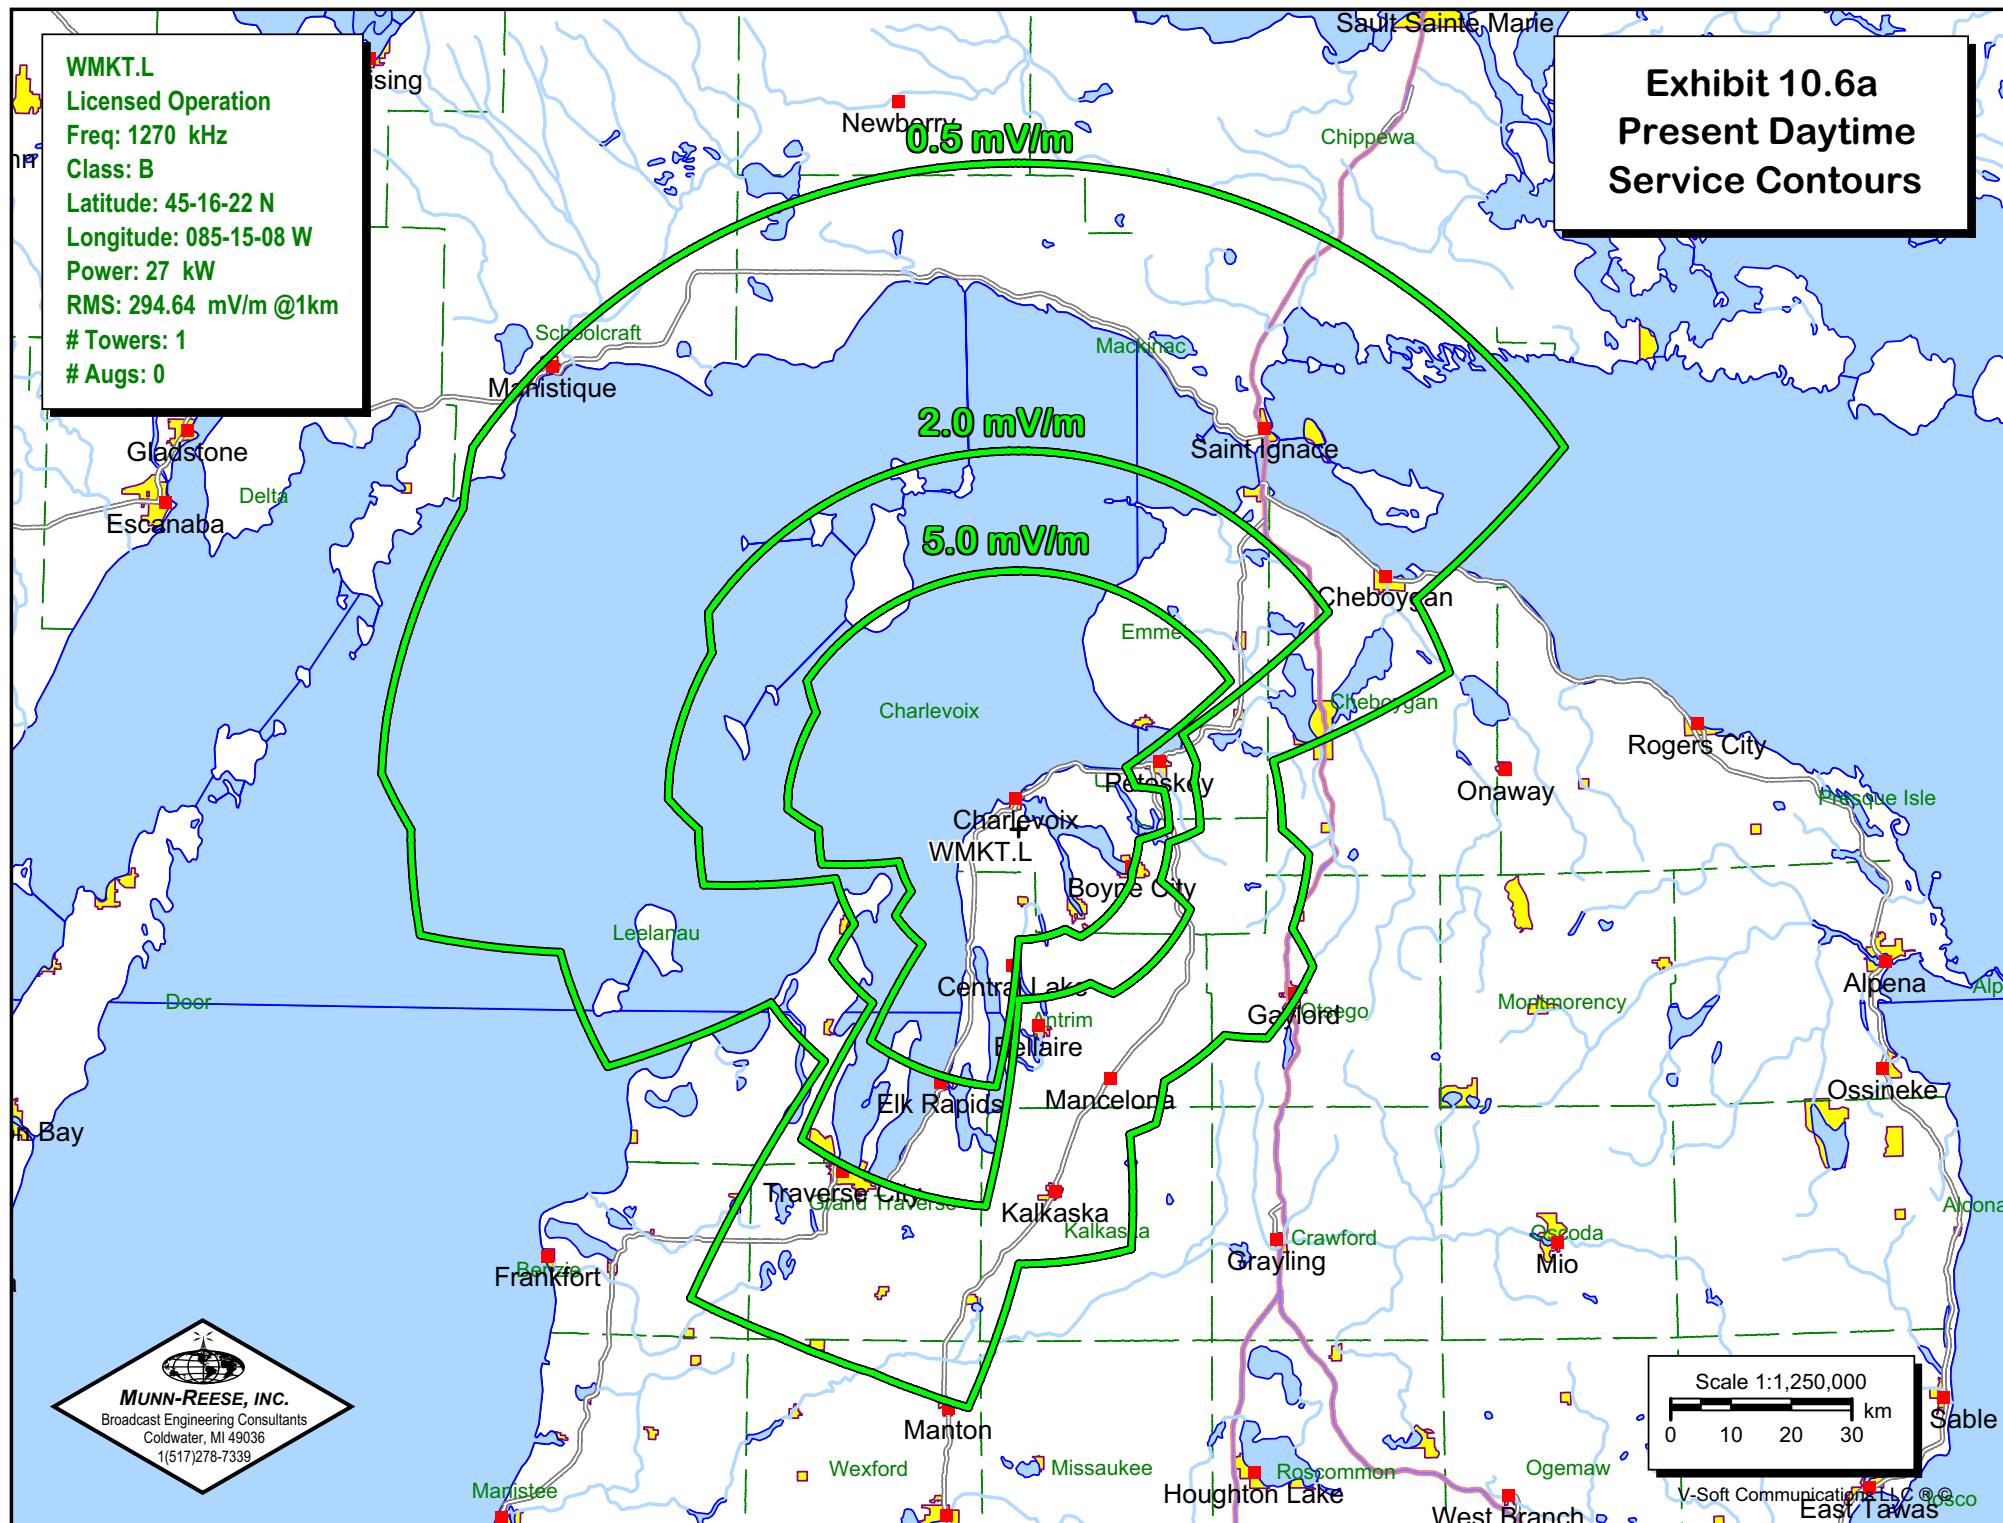 WMKT.L
Licensed Operation
Freq: 1270 kHz
Class: B
Latitude: 45-16-22 N
Longitude: 085-15-08 W
Power: 27 kW
RMS: 294.64 mV/m @1km
# Towers: 1
# Augs: 0
Exhibit 10.6a
Present Daytime
Service Contours
Sault Sainte Marie
ising
Newberry
0.5 mV/m
Chippewa
Schoolcraft
Mackinac
Manistique
2.0 mV/m
Saint Ignace
Gladstone
Delta
Escanaba
5.0 mV/m
Cheboygan
Emmet
Cheboygan
Charlevoix
Rogers City
Petoskey
Onaway
Presque Isle
Charlevoix
WMKT.L
Boyne City
Leelanau
Central Lake
Alpena
Alp
Door
Antrim
Gaylord
Otsego
Montmorency
Bellaire
Elk Rapids
Mancelona
Ossineke
n Bay
Traverse City
Grand Traverse
Kalkaska
Kalkaska
Crawford
Grayling
Oscoda
Mio
Alcona
Benzie
Frankfort
MUNN-REESE, INC.
Broadcast Engineering Consultants
Coldwater, MI 49036
1(517)278-7339
Manton
Scale 1:1,250,000
km
0 10 20 30
Sable
Wexford
Missaukee
Roscommon
Ogemaw
Manistee
Houghton Lake
West Branch
V-Soft Communications LLC ® ©
Iosco
East Tawas